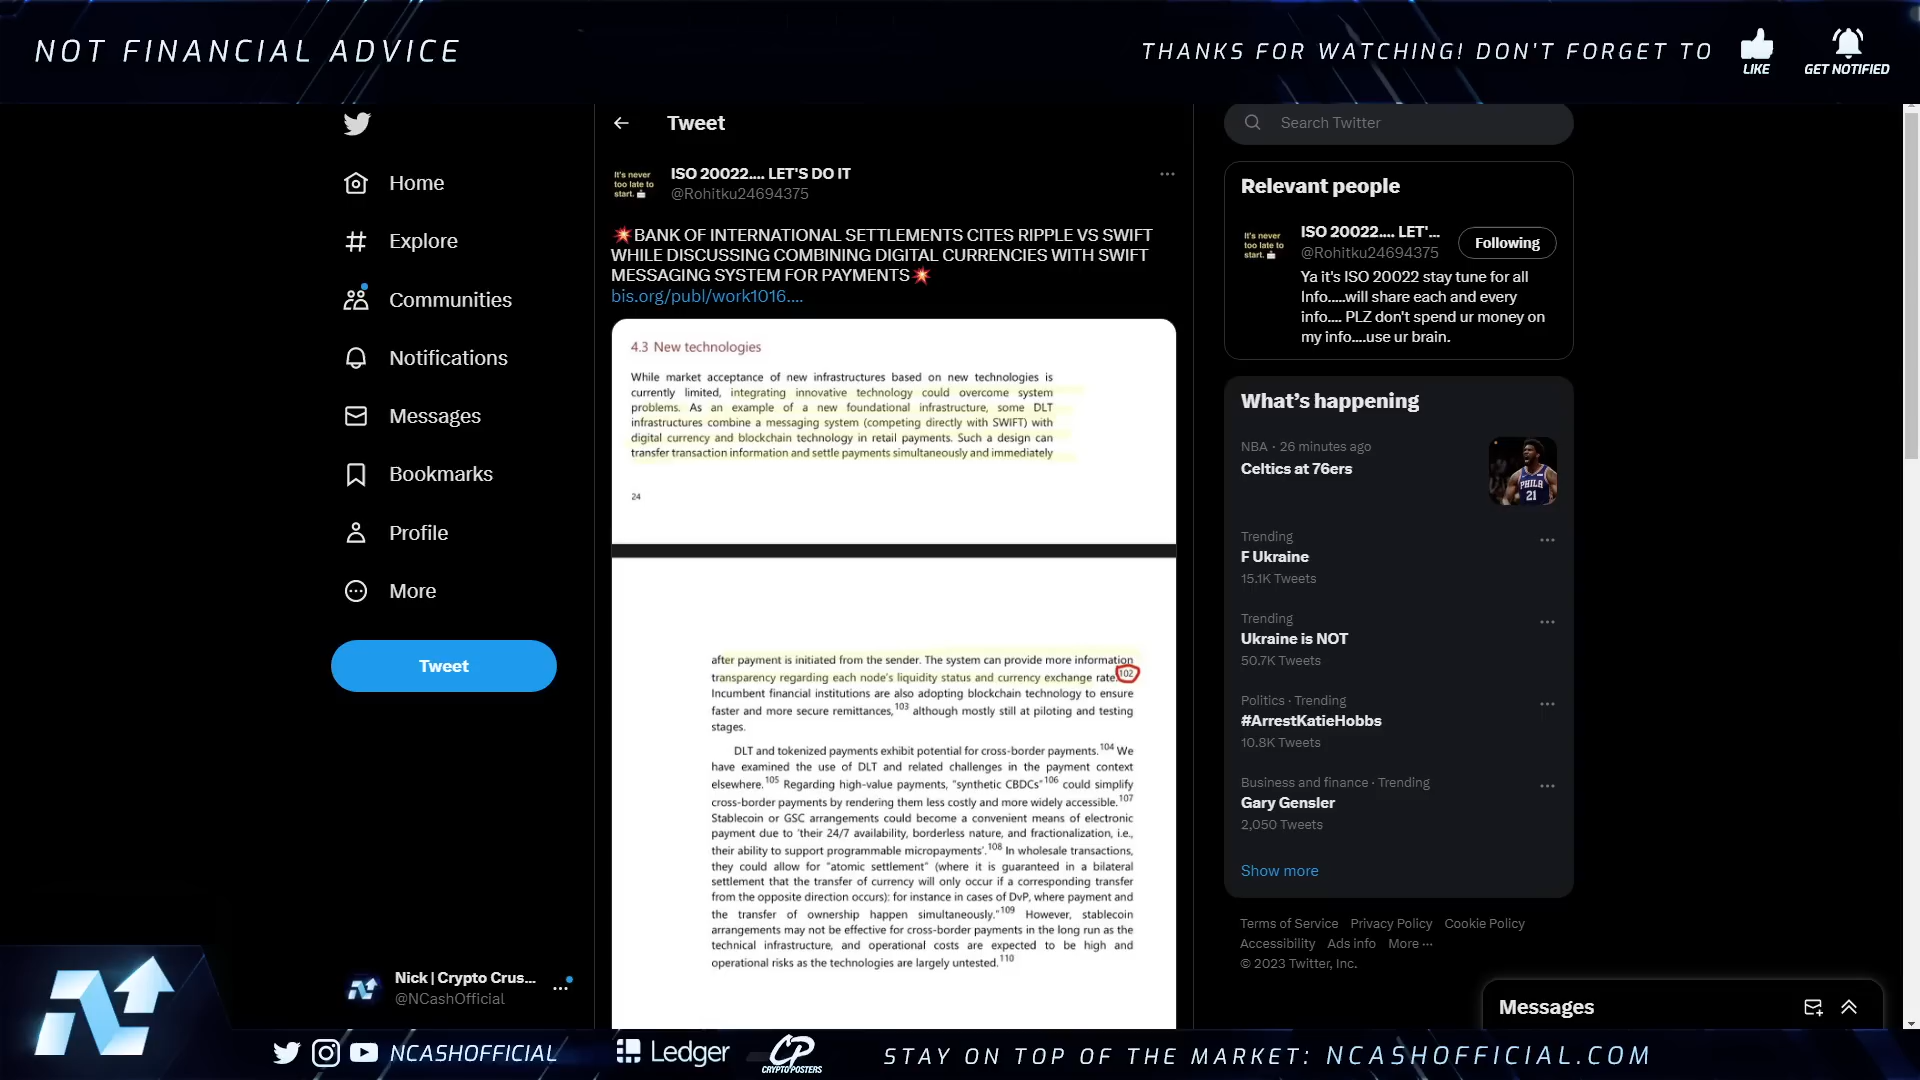 NOT FINANCIAL ADVICE
THANKS FOR WATCHING! DON'T FORGET TO
LIKE
GET NOTIFIED
Home
Explore
Communities
Notifications
Messages
Bookmarks
Profile
More
Tweet
Nick | Crypto Crus...
@NCashOfficial
Tweet
It's never
too late to
start.
ISO 20022.... LET'S DO IT
@Rohitku24694375
💥BANK OF INTERNATIONAL SETTLEMENTS CITES RIPPLE VS SWIFT
WHILE DISCUSSING COMBINING DIGITAL CURRENCIES WITH SWIFT
MESSAGING SYSTEM FOR PAYMENTS💥
bis.org/publ/work1016....
4.3 New technologies
While market acceptance of new infrastructures based on new technologies is
currently limited, integrating innovative technology could overcome system
problems. As an example of a new foundational infrastructure, some DLT
infrastructures combine a messaging system (competing directly with SWIFT) with
digital currency and blockchain technology in retail payments. Such a design can
transfer transaction information and settle payments simultaneously and immediately
24
after payment is initiated from the sender. The system can provide more information
transparency regarding each node's liquidity status and currency exchange rate.102
Incumbent financial institutions are also adopting blockchain technology to ensure
faster and more secure remittances,103 although mostly still at piloting and testing
stages.
DLT and tokenized payments exhibit potential for cross-border payments.104 We
have examined the use of DLT and related challenges in the payment context
elsewhere.105 Regarding high-value payments, "synthetic CBDCs"106 could simplify
cross-border payments by rendering them less costly and more widely accessible.107
Stablecoin or GSC arrangements could become a convenient means of electronic
payment due to 'their 24/7 availability, borderless nature, and fractionalization, i.e.,
their ability to support programmable micropayments'.108 In wholesale transactions,
they could allow for "atomic settlement" (where it is guaranteed in a bilateral
settlement that the transfer of currency will only occur if a corresponding transfer
from the opposite direction occurs): for instance in cases of DvP, where payment and
the transfer of ownership happen simultaneously."109 However, stablecoin
arrangements may not be effective for cross-border payments in the long run as the
technical infrastructure, and operational costs are expected to be high and
operational risks as the technologies are largely untested.110
Search Twitter
Relevant people
It's never
too late to
start.
ISO 20022.... LET'...
@Rohitku24694375
Following
Ya it's ISO 20022 stay tune for all
Info.....will share each and every
info.... PLZ don't spend ur money on
my info....use ur brain.
What's happening
NBA · 26 minutes ago
Celtics at 76ers
PHILA
21
Trending
F Ukraine
15.1K Tweets
Trending
Ukraine is NOT
50.7K Tweets
Politics · Trending
#ArrestKatieHobbs
10.8K Tweets
Business and finance · Trending
Gary Gensler
2,050 Tweets
Show more
Terms of Service Privacy Policy Cookie Policy
Accessibility Ads info More ···
© 2023 Twitter, Inc.
Messages
NCASHOFFICIAL
Ledger
CP
CRYPTOPOSTERS
STAY ON TOP OF THE MARKET: NCASHOFFICIAL.COM